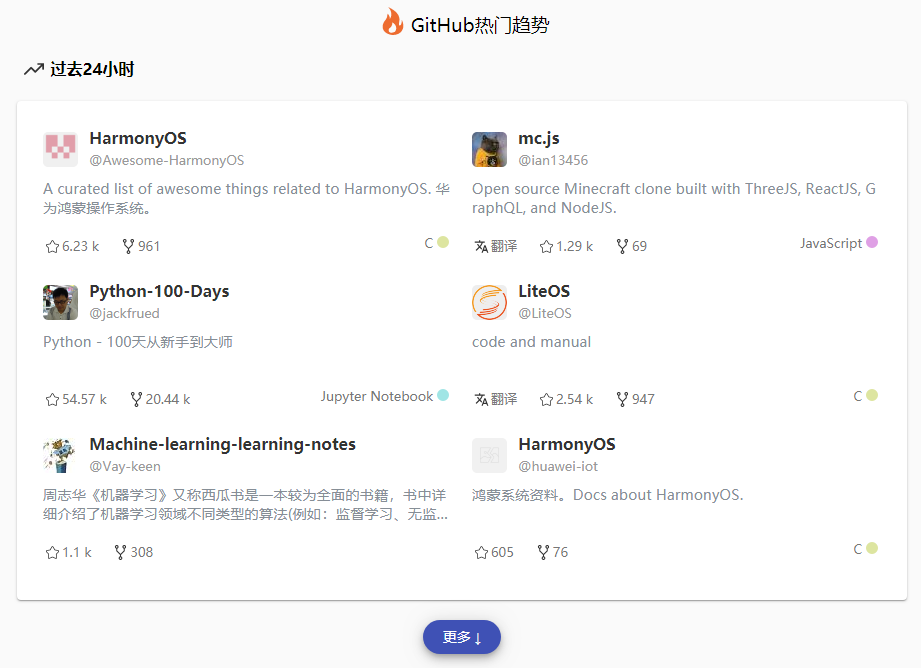 GitHub热门趋势
过去24小时
HarmonyOS
@Awesome-HarmonyOS
A curated list of awesome things related to HarmonyOS. 华
为鸿蒙操作系统。
6.23 k 961 C
mc.js
@ian13456
Open source Minecraft clone built with ThreeJS, ReactJS, G
raphQL, and NodeJS.
翻译 1.29 k 69 JavaScript
Python-100-Days
@jackfrued
Python - 100天从新手到大师
54.57 k 20.44 k Jupyter Notebook
LiteOS
@LiteOS
code and manual
翻译 2.54 k 947 C
Machine-learning-learning-notes
@Vay-keen
周志华《机器学习》又称西瓜书是一本较为全面的书籍，书中详
细介绍了机器学习领域不同类型的算法(例如：监督学习、无监...
1.1 k 308
HarmonyOS
@huawei-iot
鸿蒙系统资料。Docs about HarmonyOS.
605 76 C
更多↓